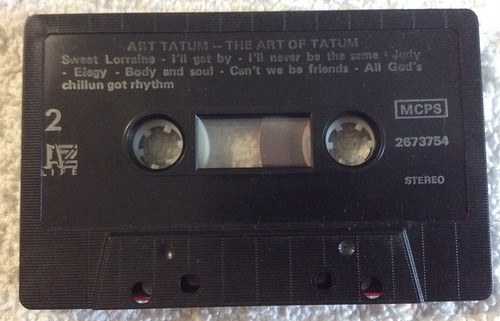 ART TATUM — THE ART OF TATUM
Sweet Lorraine - I'll get by - I'll never be the same - Judy
- Elegy - Body and soul - Can't we be friends - All God's
chillun got rhythm
2
MCPS
2673754
LIFE
STEREO